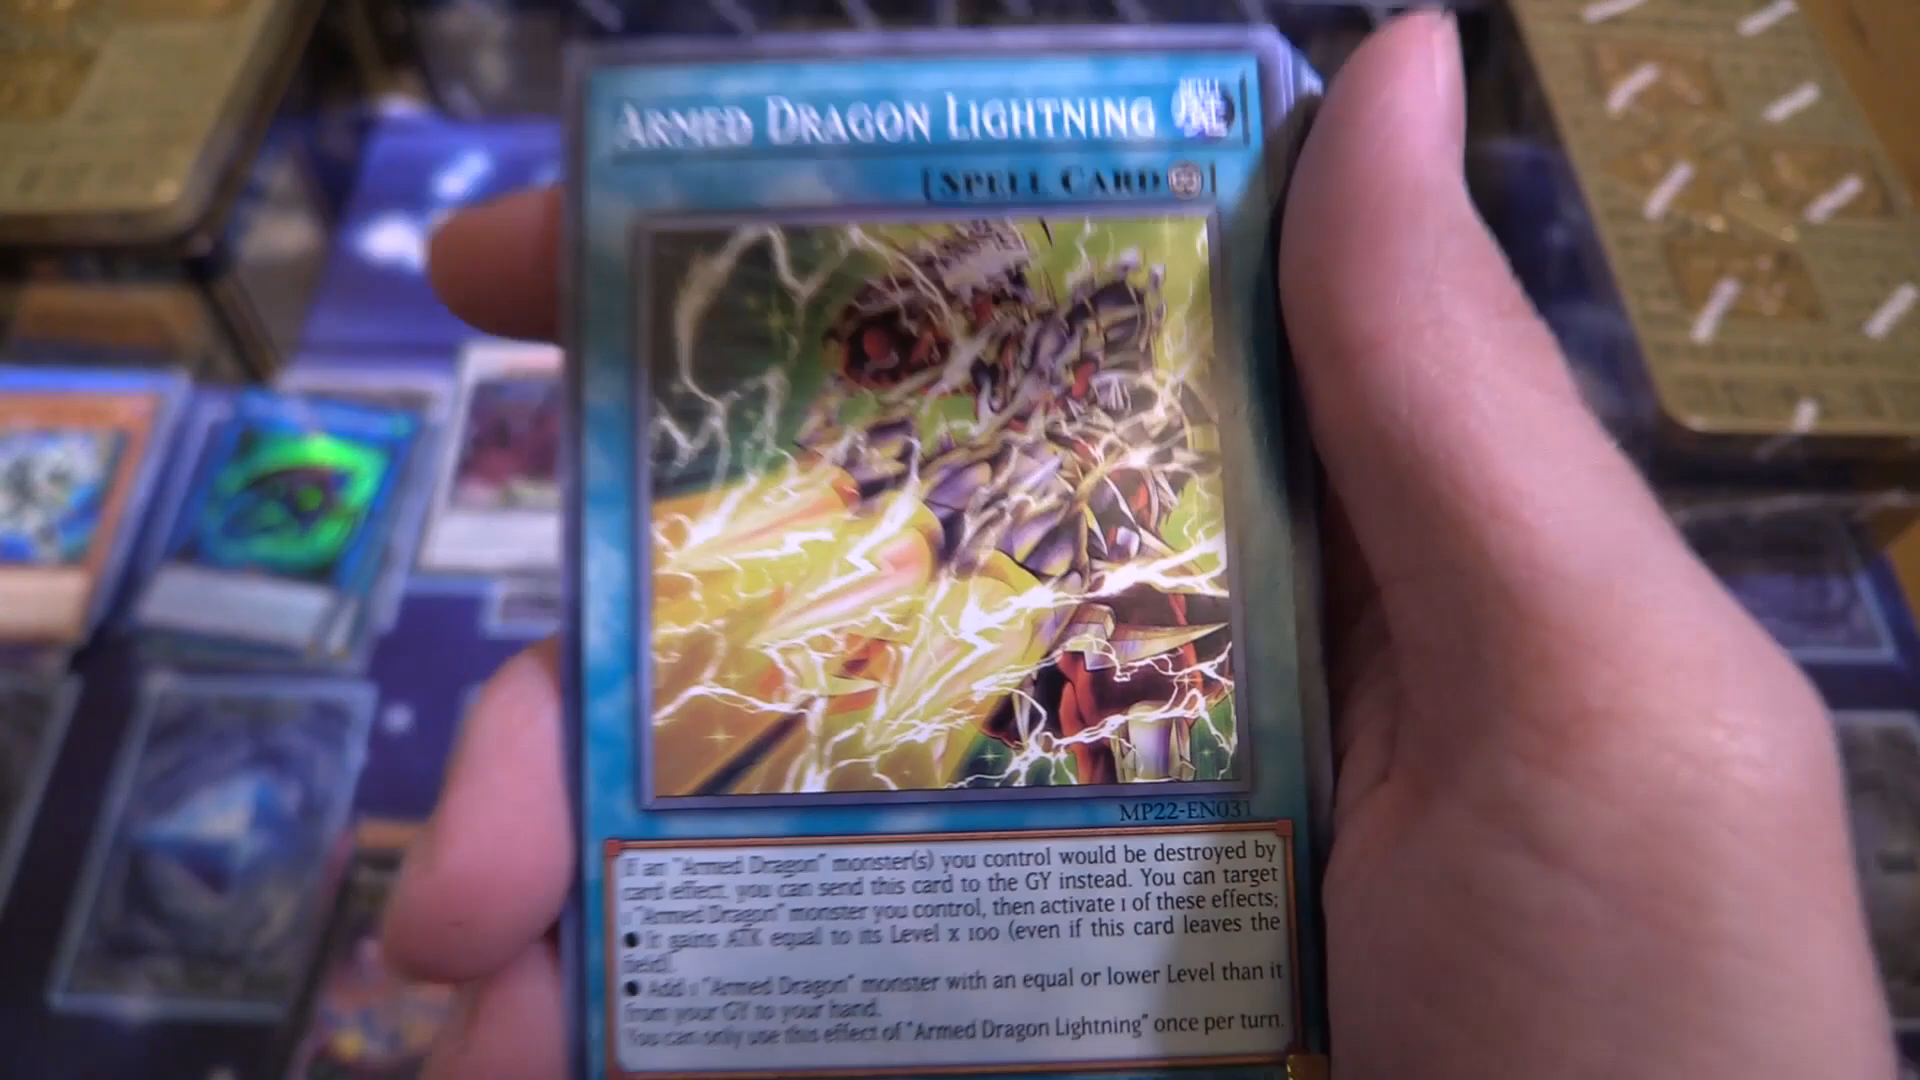 ARMED DRAGON LIGHTNING
[SPELL CARD ]
MP22-EN031
If an "Armed Dragon" monster(s) you control would be destroyed by
card effect, you can send this card to the GY instead. You can target
1 "Armed Dragon" monster you control, then activate 1 of these effects;
● It gains ATK equal to its Level x 100 (even if this card leaves the
field).
● Add 1 "Armed Dragon" monster with an equal or lower Level than it
from your GY to your hand.
You can only use this effect of "Armed Dragon Lightning" once per turn.